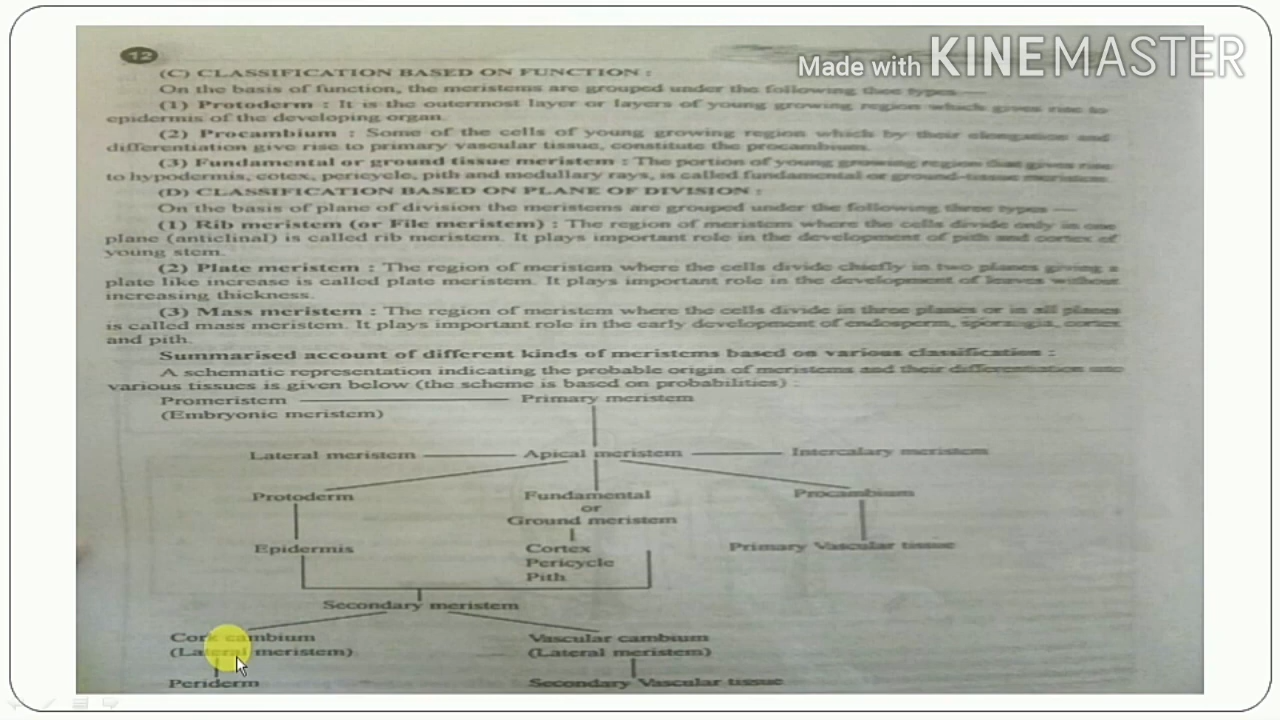 12
Made with KINEMASTER
(C) CLASSIFICATION BASED ON FUNCTION :
On the basis of function, the meristems are grouped under the following thee types—
(1) Protoderm : It is the outermost layer or layers of young growing region which gives rise to
epidermis of the developing organ.
(2) Procambium : Some of the cells of young growing region which by their elongation and
differentiation give rise to primary vascular tissue, constitute the procambium.
(3) Fundamental or ground tissue meristem : The portion of young growing region that gives rise
to hypodermis, cotex, pericycle, pith and medullary rays, is called fundamental or ground-tissue meristem.
(D) CLASSIFICATION BASED ON PLANE OF DIVISION :
On the basis of plane of division the meristems are grouped under the following three types —
(1) Rib meristem (or File meristem) : The region of meristem where the cells divide only in one
plane (anticlinal) is called rib meristem. It plays important role in the development of pith and cortex of
young stem.
(2) Plate meristem : The region of meristem where the cells divide chiefly in two planes giving a
plate like increase is called plate meristem. It plays important role in the development of leaves without
increasing thickness.
(3) Mass meristem : The region of meristem where the cells divide in three planes or in all planes
is called mass meristem. It plays important role in the early development of endosperm, sporangia, cortex
and pith.
Summarised account of different kinds of meristems based on various classification :
A schematic representation indicating the probable origin of meristems and their differentiation into
various tissues is given below (the scheme is based on probabilities) :
Promeristem Primary meristem
(Embryonic meristem)
Lateral meristem Apical meristem Intercalary meristem
Protoderm Fundamental Procambium
or
Ground meristem
Epidermis Cortex Primary Vascular tissue
Pericycle
Pith
Secondary meristem
Cork cambium Vascular cambium
(Lateral meristem) (Lateral meristem)
Periderm Secondary Vascular tissue